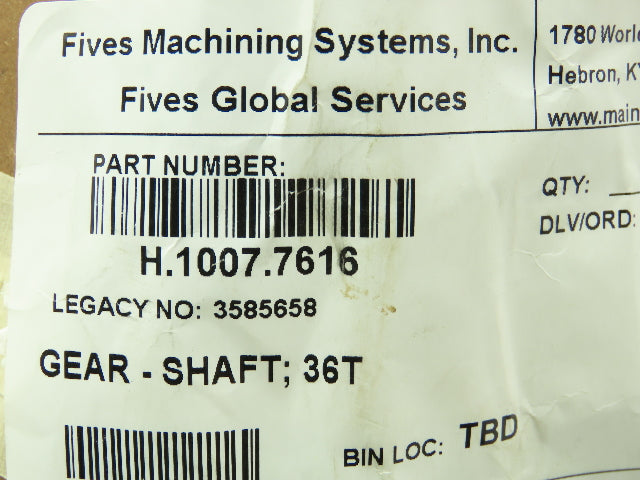 Fives Machining Systems, Inc.
Fives Global Services
1780
Hebron, KY
www.main
PART NUMBER:
H.1007.7616
QTY:
DLV/ORD:
LEGACY NO: 3585658
GEAR - SHAFT; 36T
BIN LOC: TBD